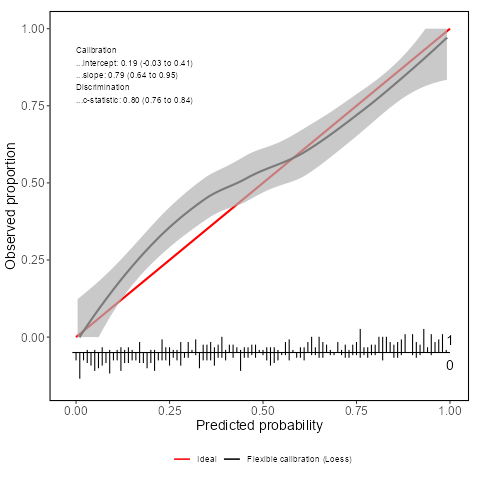 1.00
0.75
0.50
0.25
0.00
Observed proportion
Calibration
...intercept: 0.19 (-0.03 to 0.41)
...slope: 0.79 (0.64 to 0.95)
Discrimination
...c-statistic: 0.80 (0.76 to 0.84)
1
0
0.00 0.25 0.50 0.75 1.00
Predicted probability
Ideal Flexible calibration (Loess)